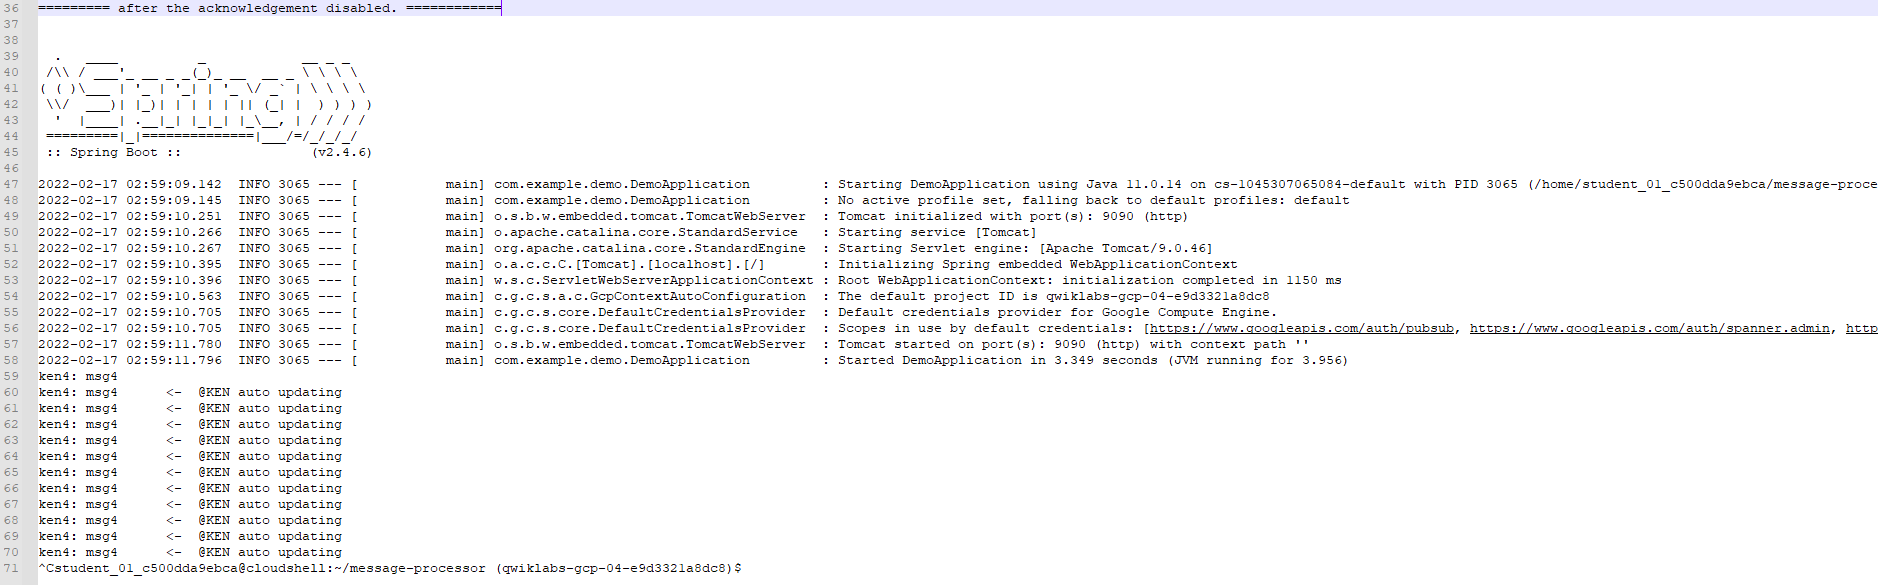 36 ========= after the acknowledgement disabled. ============
37
38
39   .   ____          _            __ _ _
40  /\\ / ___'_ __ _ _(_)_ __  __ _ \ \ \ \
41 ( ( )\___ | '_ | '_| | '_ \/ _` | \ \ \ \
42  \\/  ___)| |_)| | | | | || (_| |  ) ) ) )
43   '  |____| .__|_| |_|_| |_\__, | / / / /
44  =========|_|==============|___/=/_/_/_/
45  :: Spring Boot ::                (v2.4.6)
46
47 2022-02-17 02:59:09.142  INFO 3065 --- [           main] com.example.demo.DemoApplication         : Starting DemoApplication using Java 11.0.14 on cs-1045307065084-default with PID 3065 (/home/student_01_c500dda9ebca/message-proce
48 2022-02-17 02:59:09.145  INFO 3065 --- [           main] com.example.demo.DemoApplication         : No active profile set, falling back to default profiles: default
49 2022-02-17 02:59:10.251  INFO 3065 --- [           main] o.s.b.w.embedded.tomcat.TomcatWebServer  : Tomcat initialized with port(s): 9090 (http)
50 2022-02-17 02:59:10.266  INFO 3065 --- [           main] o.apache.catalina.core.StandardService   : Starting service [Tomcat]
51 2022-02-17 02:59:10.267  INFO 3065 --- [           main] org.apache.catalina.core.StandardEngine  : Starting Servlet engine: [Apache Tomcat/9.0.46]
52 2022-02-17 02:59:10.395  INFO 3065 --- [           main] o.a.c.c.C.[Tomcat].[localhost].[/]       : Initializing Spring embedded WebApplicationContext
53 2022-02-17 02:59:10.396  INFO 3065 --- [           main] w.s.c.ServletWebServerApplicationContext : Root WebApplicationContext: initialization completed in 1150 ms
54 2022-02-17 02:59:10.563  INFO 3065 --- [           main] c.g.c.s.a.c.GcpContextAutoConfiguration  : The default project ID is qwiklabs-gcp-04-e9d3321a8dc8
55 2022-02-17 02:59:10.705  INFO 3065 --- [           main] c.g.c.s.core.DefaultCredentialsProvider  : Default credentials provider for Google Compute Engine.
56 2022-02-17 02:59:10.705  INFO 3065 --- [           main] c.g.c.s.core.DefaultCredentialsProvider  : Scopes in use by default credentials: [https://www.googleapis.com/auth/pubsub, https://www.googleapis.com/auth/spanner.admin, http
57 2022-02-17 02:59:11.780  INFO 3065 --- [           main] o.s.b.w.embedded.tomcat.TomcatWebServer  : Tomcat started on port(s): 9090 (http) with context path ''
58 2022-02-17 02:59:11.796  INFO 3065 --- [           main] com.example.demo.DemoApplication         : Started DemoApplication in 3.349 seconds (JVM running for 3.956)
59 ken4: msg4
60 ken4: msg4      <-  @KEN auto updating
61 ken4: msg4      <-  @KEN auto updating
62 ken4: msg4      <-  @KEN auto updating
63 ken4: msg4      <-  @KEN auto updating
64 ken4: msg4      <-  @KEN auto updating
65 ken4: msg4      <-  @KEN auto updating
66 ken4: msg4      <-  @KEN auto updating
67 ken4: msg4      <-  @KEN auto updating
68 ken4: msg4      <-  @KEN auto updating
69 ken4: msg4      <-  @KEN auto updating
70 ken4: msg4      <-  @KEN auto updating
71 ^Cstudent_01_c500dda9ebca@cloudshell:~/message-processor (qwiklabs-gcp-04-e9d3321a8dc8)$